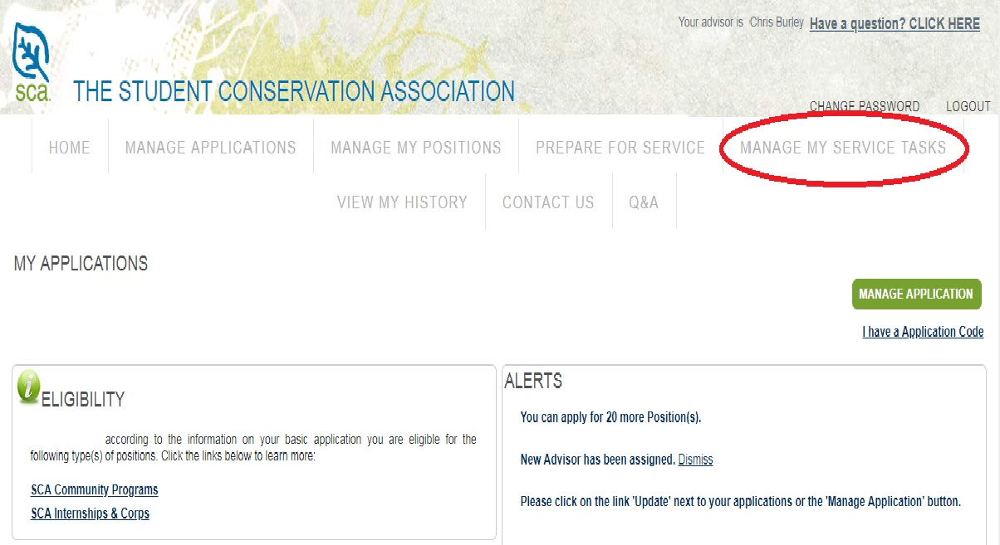 Your advisor is Chris Burley Have a question? CLICK HERE
sca
THE STUDENT CONSERVATION ASSOCIATION
CHANGE PASSWORD LOGOUT
HOME MANAGE APPLICATIONS MANAGE MY POSITIONS PREPARE FOR SERVICE MANAGE MY SERVICE TASKS
VIEW MY HISTORY CONTACT US Q&A
MY APPLICATIONS
MANAGE APPLICATION
I have a Application Code
i ELIGIBILITY
according to the information on your basic application you are eligible for the
following type(s) of positions. Click the links below to learn more:
SCA Community Programs
SCA Internships & Corps
ALERTS
You can apply for 20 more Position(s).
New Advisor has been assigned. Dismiss
Please click on the link 'Update' next to your applications or the 'Manage Application' button.